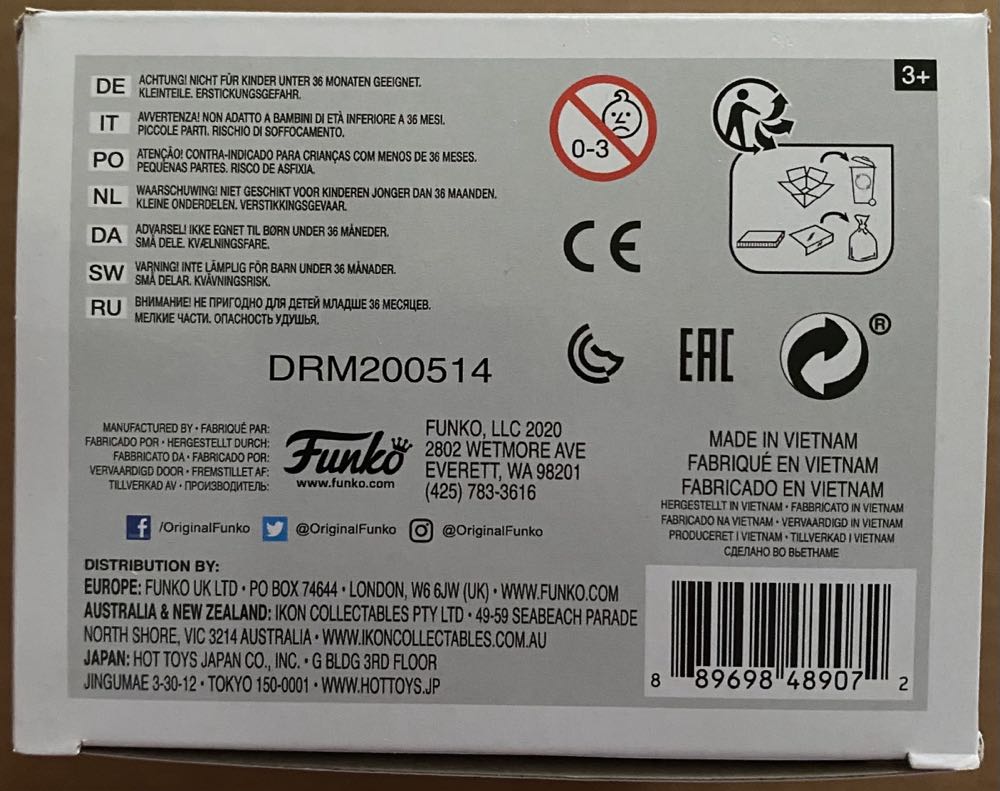 3+
DE ACHTUNG! NICHT FÜR KINDER UNTER 36 MONATEN GEEIGNET.
KLEINTEILE. ERSTICKUNGSGEFAHR.
IT AVVERTENZA! NON ADATTO A BAMBINI DI ETÀ INFERIORE A 36 MESI.
PICCOLE PARTI. RISCHIO DI SOFFOCAMENTO.
PO ATENÇÃO! CONTRA-INDICADO PARA CRIANÇAS COM MENOS DE 36 MESES.
PEQUENAS PARTES. RISCO DE ASFIXIA.
NL WAARSCHUWING! NIET GESCHIKT VOOR KINDEREN JONGER DAN 36 MAANDEN.
KLEINE ONDERDELEN. VERSTIKKINGSGEVAAR.
DA ADVARSEL! IKKE EGNET TIL BØRN UNDER 36 MÅNEDER.
SMÅ DELE. KVÆLNINGSFARE.
SW VARNING! INTE LÄMPLIG FÖR BARN UNDER 36 MÅNADER.
SMÅ DELAR. KVÄVNINGSRISK.
RU ВНИМАНИЕ! НЕ ПРИГОДНО ДЛЯ ДЕТЕЙ МЛАДШЕ 36 МЕСЯЦЕВ.
МЕЛКИЕ ЧАСТИ. ОПАСНОСТЬ УДУШЬЯ.
0-3
CE
EAC
®
DRM200514
MANUFACTURED BY • FABRIQUÉ PAR:
FABRICADO POR • HERGESTELLT DURCH:
FABBRICATO DA • FABRICADO POR:
VERVAARDIGD DOOR • FREMSTILLET AF:
TILLVERKAD AV • ПРОИЗВОДИТЕЛЬ:
Funko
www.funko.com
FUNKO, LLC 2020
2802 WETMORE AVE
EVERETT, WA 98201
(425) 783-3616
f /OriginalFunko @OriginalFunko @OriginalFunko
MADE IN VIETNAM
FABRIQUÉ EN VIETNAM
FABRICADO EN VIETNAM
HERGESTELLT IN VIETNAM • FABBRICATO IN VIETNAM
FABRICADO NA VIETNAM • VERVAARDIGD IN VIETNAM
PRODUCERET I VIETNAM • TILLVERKAD I VIETNAM
СДЕЛАНО ВО ВЬЕТНАМЕ
DISTRIBUTION BY:
EUROPE: FUNKO UK LTD • PO BOX 74644 • LONDON, W6 6JW (UK) • WWW.FUNKO.COM
AUSTRALIA & NEW ZEALAND: IKON COLLECTABLES PTY LTD • 49-59 SEABEACH PARADE
NORTH SHORE, VIC 3214 AUSTRALIA • WWW.IKONCOLLECTABLES.COM.AU
JAPAN: HOT TOYS JAPAN CO., INC. • G BLDG 3RD FLOOR
JINGUMAE 3-30-12 • TOKYO 150-0001 • WWW.HOTTOYS.JP
8 89698 48907 2